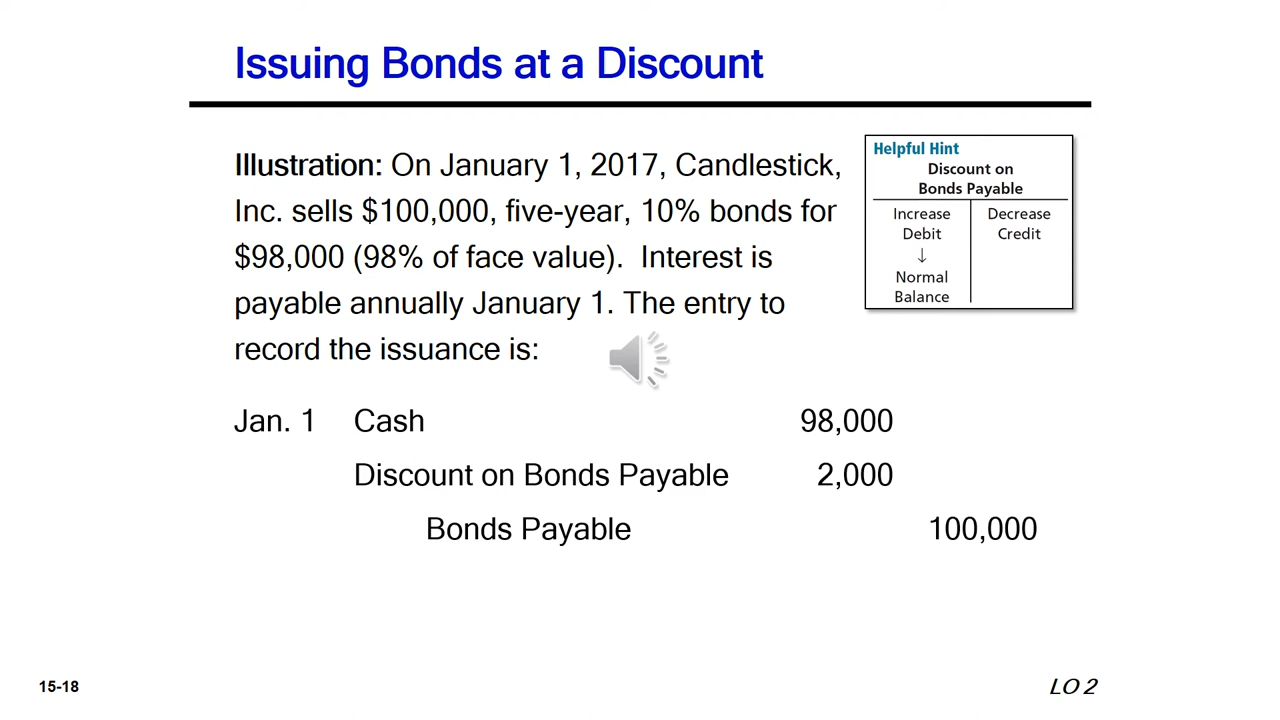 Issuing Bonds at a Discount
Illustration: On January 1, 2017, Candlestick,
Inc. sells $100,000, five-year, 10% bonds for
$98,000 (98% of face value). Interest is
payable annually January 1. The entry to
record the issuance is:
Helpful Hint
Discount on
Bonds Payable
Increase Decrease
Debit Credit
↓
Normal
Balance
Jan. 1 Cash 98,000
Discount on Bonds Payable 2,000
Bonds Payable 100,000
15-18 LO 2